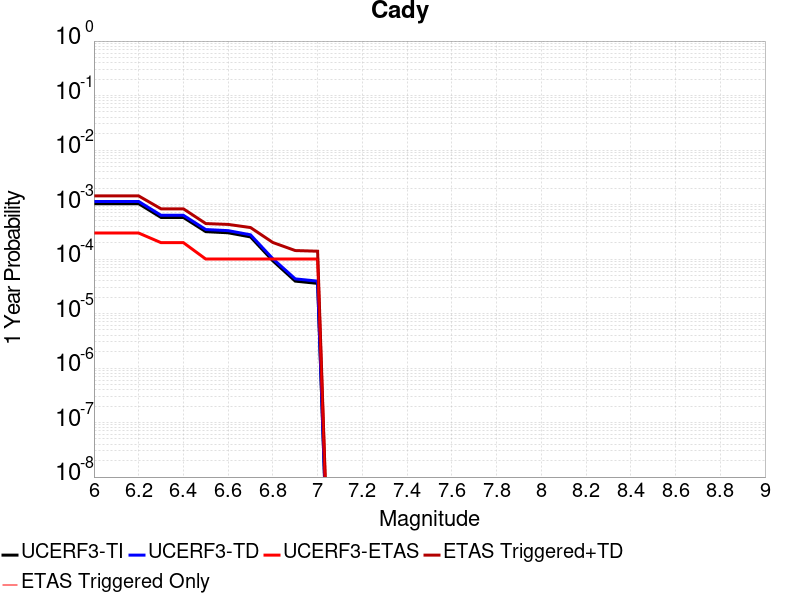 Cady
10^0
10^-1
10^-2
10^-3
10^-4
10^-5
10^-6
10^-7
10^-8
1 Year Probability
6 6.2 6.4 6.6 6.8 7 7.2 7.4 7.6 7.8 8 8.2 8.4 8.6 8.8 9
Magnitude
UCERF3-TI UCERF3-TD UCERF3-ETAS ETAS Triggered+TD
ETAS Triggered Only